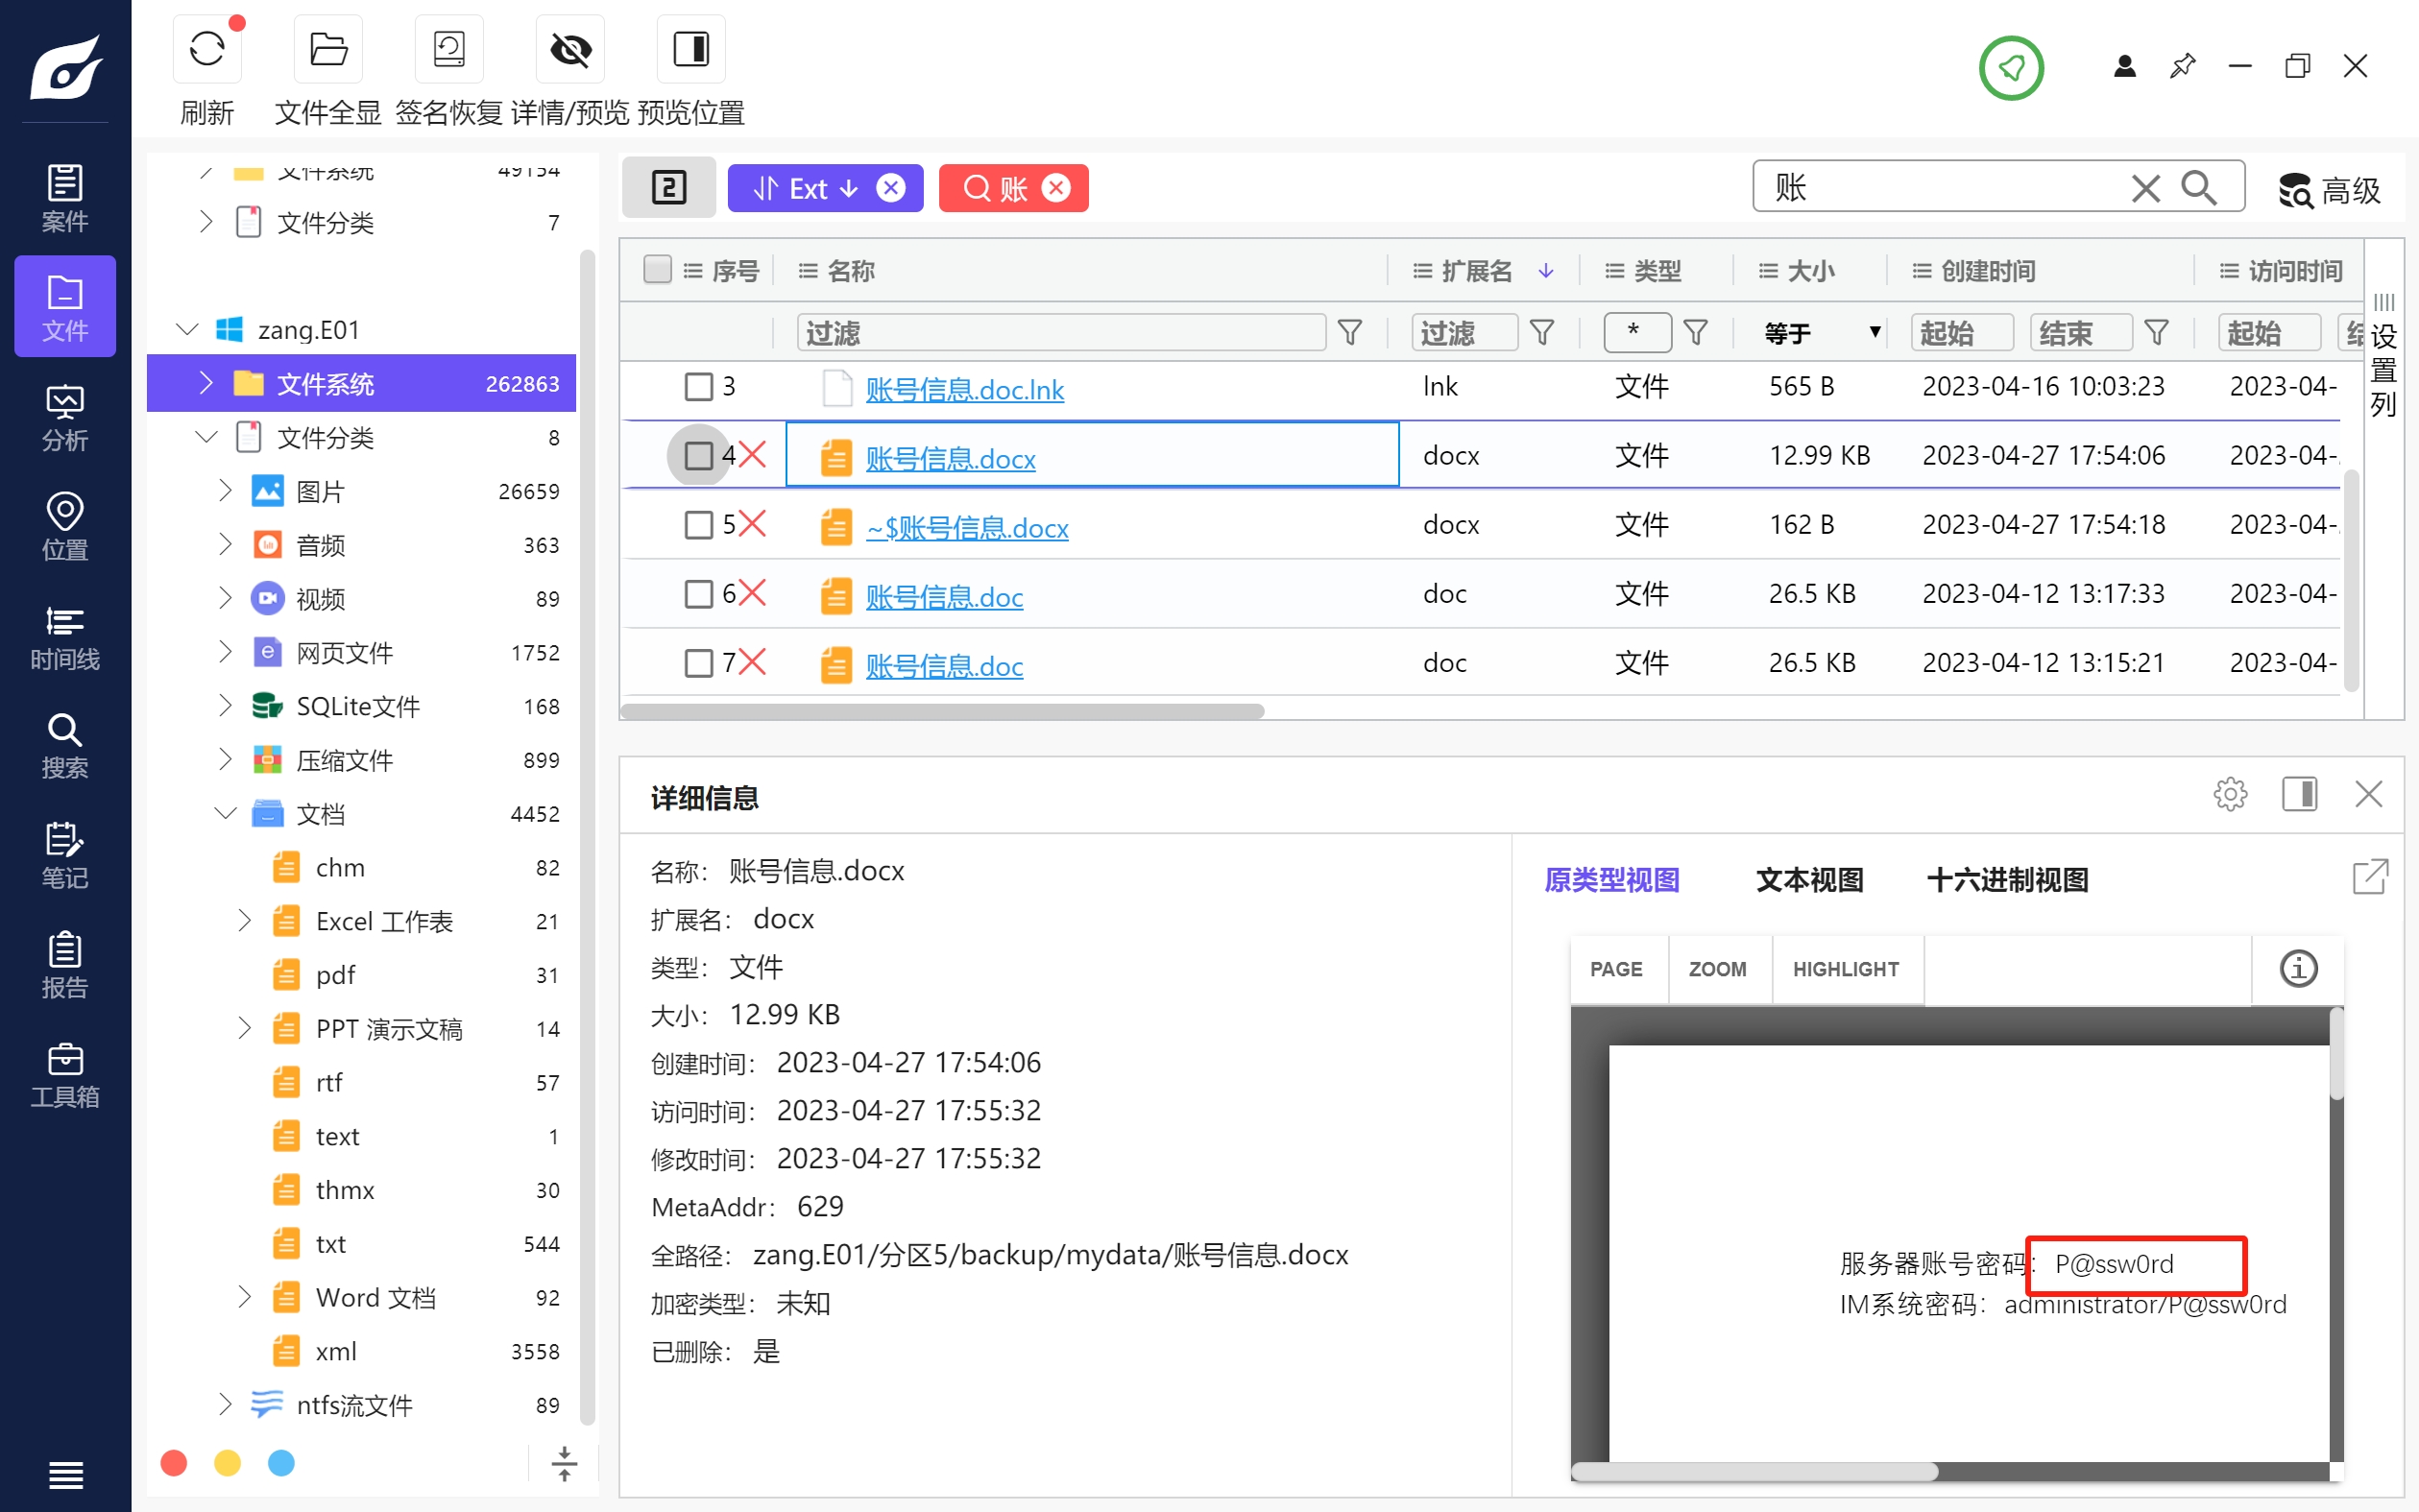 刷新
文件全显
签名恢复
详情/预览
预览位置
案件
文件
分析
位置
时间线
搜索
笔记
报告
工具箱
文件系统 49154
文件分类 7
zang.E01
文件系统 262863
文件分类 8
图片 26659
音频 363
视频 89
网页文件 1752
SQLite文件 168
压缩文件 899
文档 4452
chm 82
Excel 工作表 21
pdf 31
PPT 演示文稿 14
rtf 57
text 1
thmx 30
txt 544
Word 文档 92
xml 3558
ntfs流文件 89
2 Ext 账
账 高级
序号 名称 扩展名 类型 大小 创建时间 访问时间
过滤 过滤 * 等于 起始 结束 起始
设置列
3 账号信息.doc.lnk lnk 文件 565 B 2023-04-16 10:03:23 2023-04-
4 账号信息.docx docx 文件 12.99 KB 2023-04-27 17:54:06 2023-04-
5 ~$账号信息.docx docx 文件 162 B 2023-04-27 17:54:18 2023-04-
6 账号信息.doc doc 文件 26.5 KB 2023-04-12 13:17:33 2023-04-
7 账号信息.doc doc 文件 26.5 KB 2023-04-12 13:15:21 2023-04-
详细信息
名称： 账号信息.docx
扩展名： docx
类型： 文件
大小： 12.99 KB
创建时间： 2023-04-27 17:54:06
访问时间： 2023-04-27 17:55:32
修改时间： 2023-04-27 17:55:32
MetaAddr： 629
全路径： zang.E01/分区5/backup/mydata/账号信息.docx
加密类型： 未知
已删除： 是
原类型视图 文本视图 十六进制视图
PAGE ZOOM HIGHLIGHT
服务器账号密码： P@ssw0rd
IM系统密码：administrator/P@ssw0rd